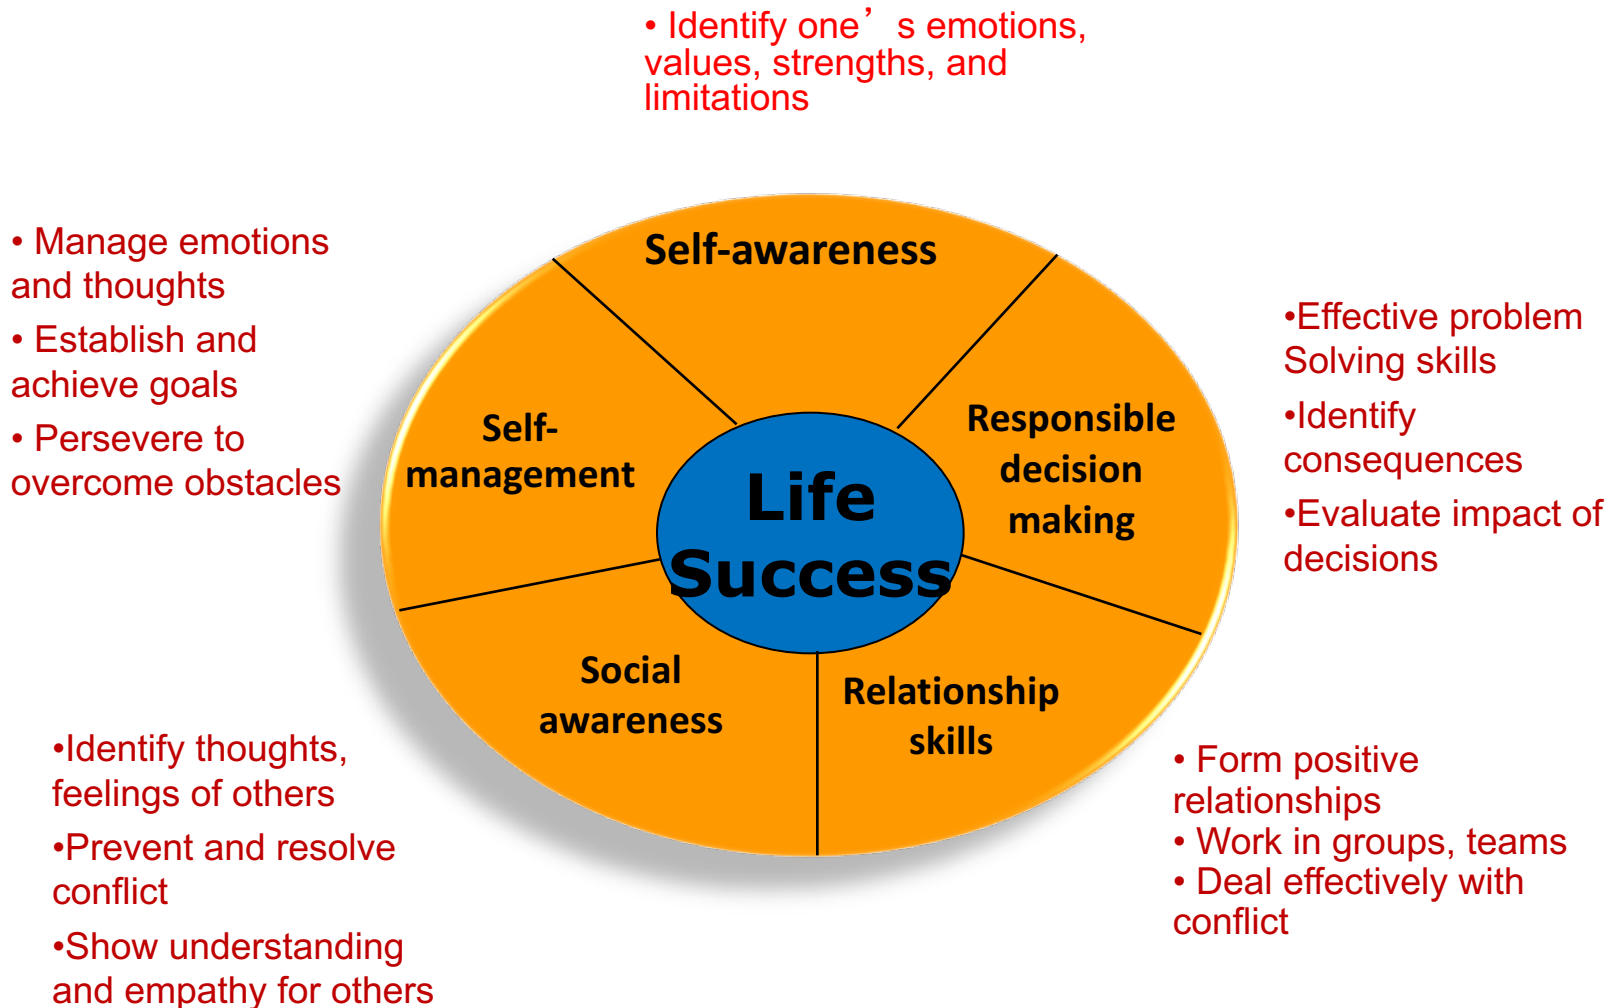 • Identify one’s emotions,
values, strengths, and
limitations
• Manage emotions
and thoughts
• Establish and
achieve goals
• Persevere to
overcome obstacles
Self-awareness
Self-
management
Responsible
decision
making
Life
Success
Social
awareness
Relationship
skills
•Effective problem
Solving skills
•Identify
consequences
•Evaluate impact of
decisions
•Identify thoughts,
feelings of others
•Prevent and resolve
conflict
•Show understanding
and empathy for others
• Form positive
relationships
• Work in groups, teams
• Deal effectively with
conflict